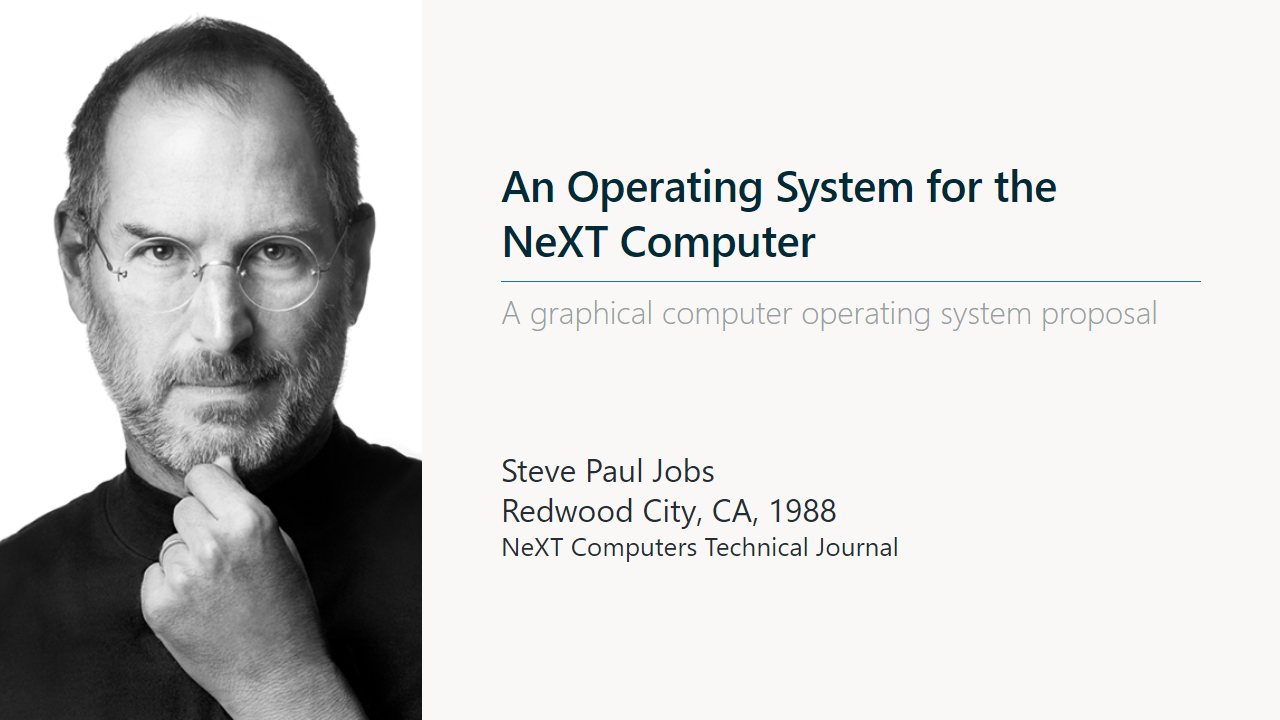 An Operating System for the
NeXT Computer
A graphical computer operating system proposal
Steve Paul Jobs
Redwood City, CA, 1988
NeXT Computers Technical Journal